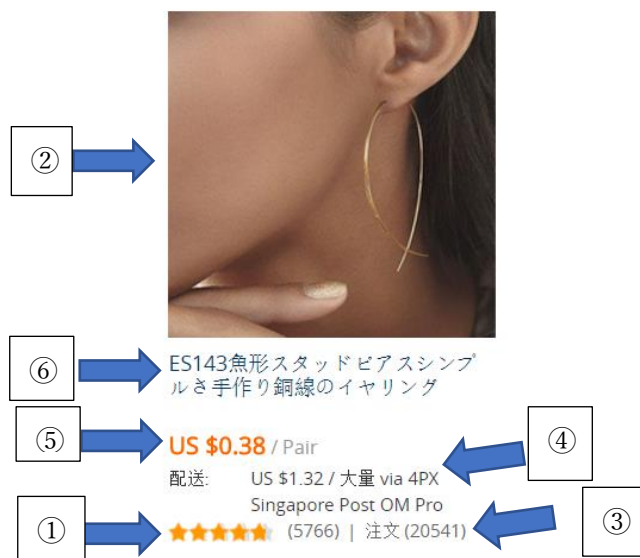 ②
⑥
ES143魚形スタッドピアスシンプ
ルさ手作り銅線のイヤリング
⑤
US $0.38 / Pair
④
配送: US $1.32 / 大量 via 4PX
Singapore Post OM Pro
①
(5766) | 注文 (20541)
③